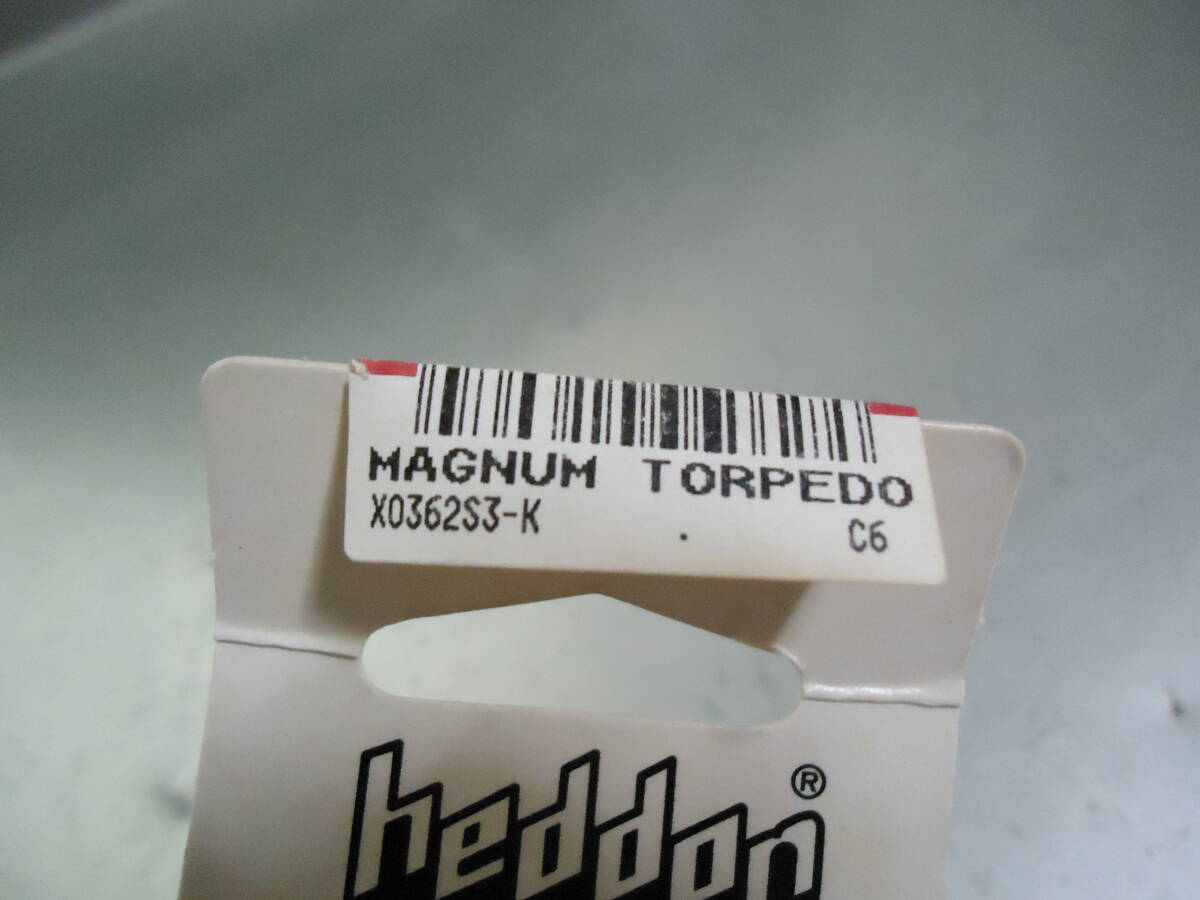 MAGNUM TORPEDO
X0362S3-K C6
heddon®